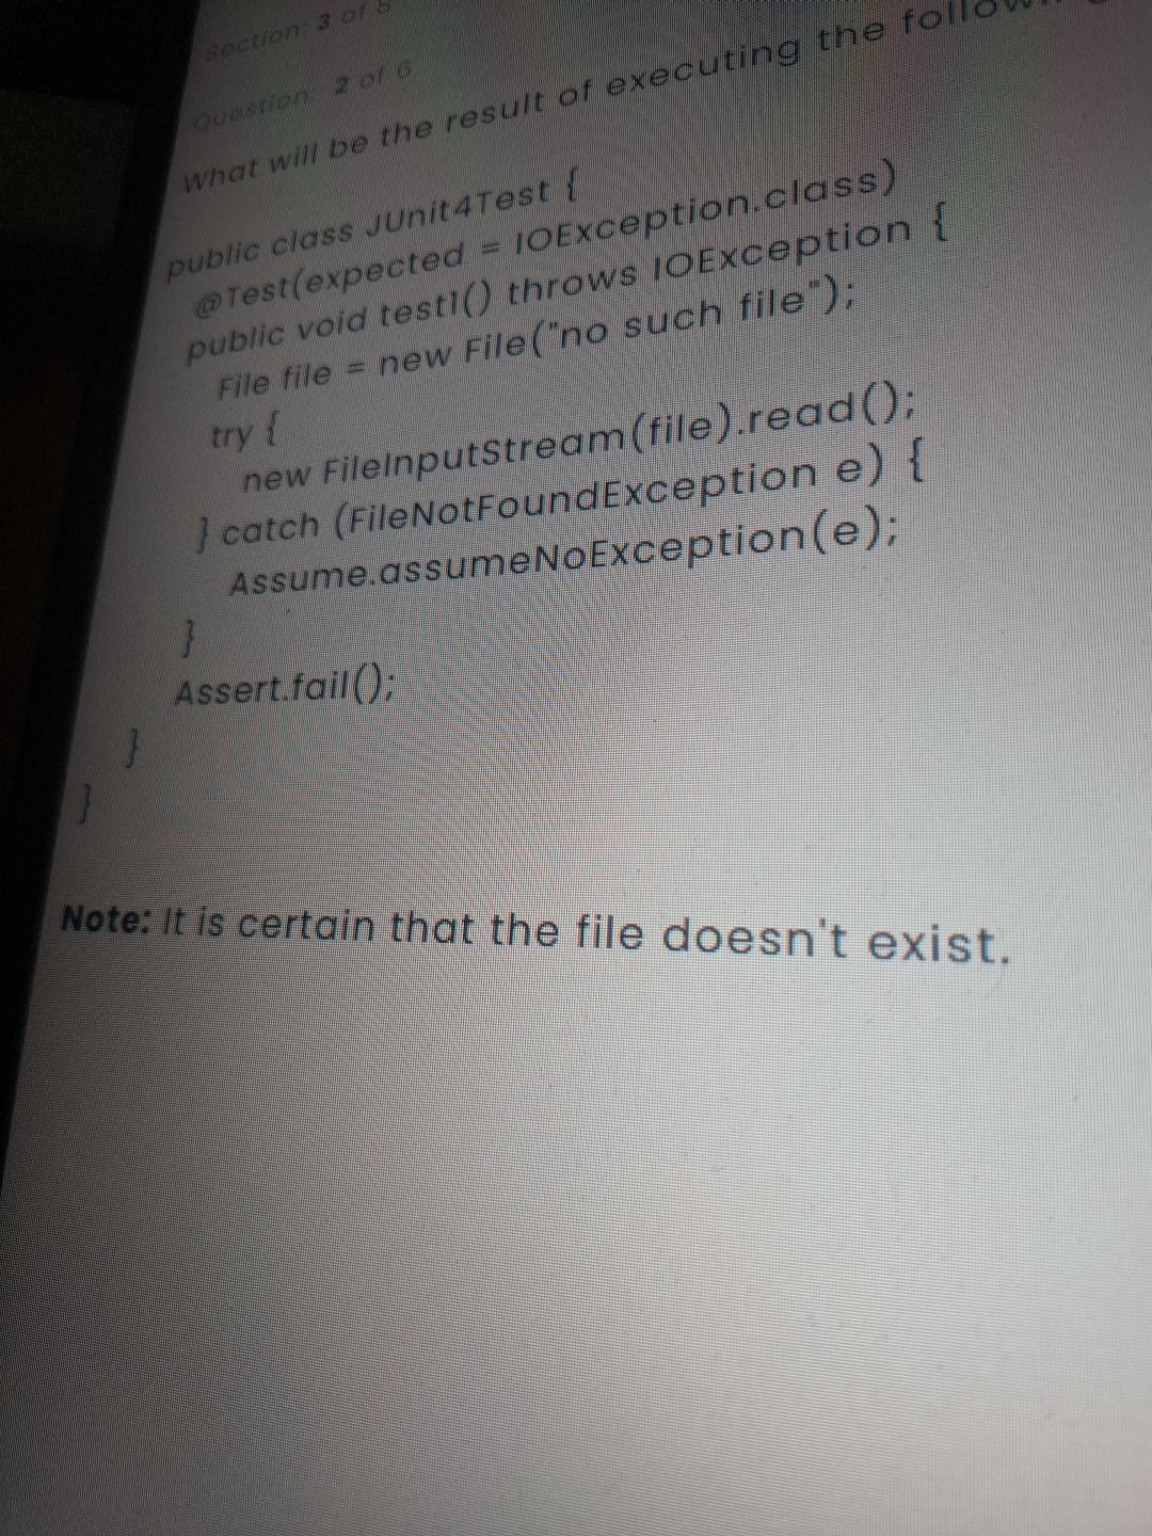 Section: 3 of 8
Question: 2 of 6
What will be the result of executing the
public class JUnit4Test {
@Test(expected = IOException.class)
public void test1() throws IOException {
File file = new File("no such file");
try {
new FileInputStream(file).read();
} catch (FileNotFoundException e) {
Assume.assumeNoException(e);
}
Assert.fail();
}
}
Note: It is certain that the file doesn't exist.